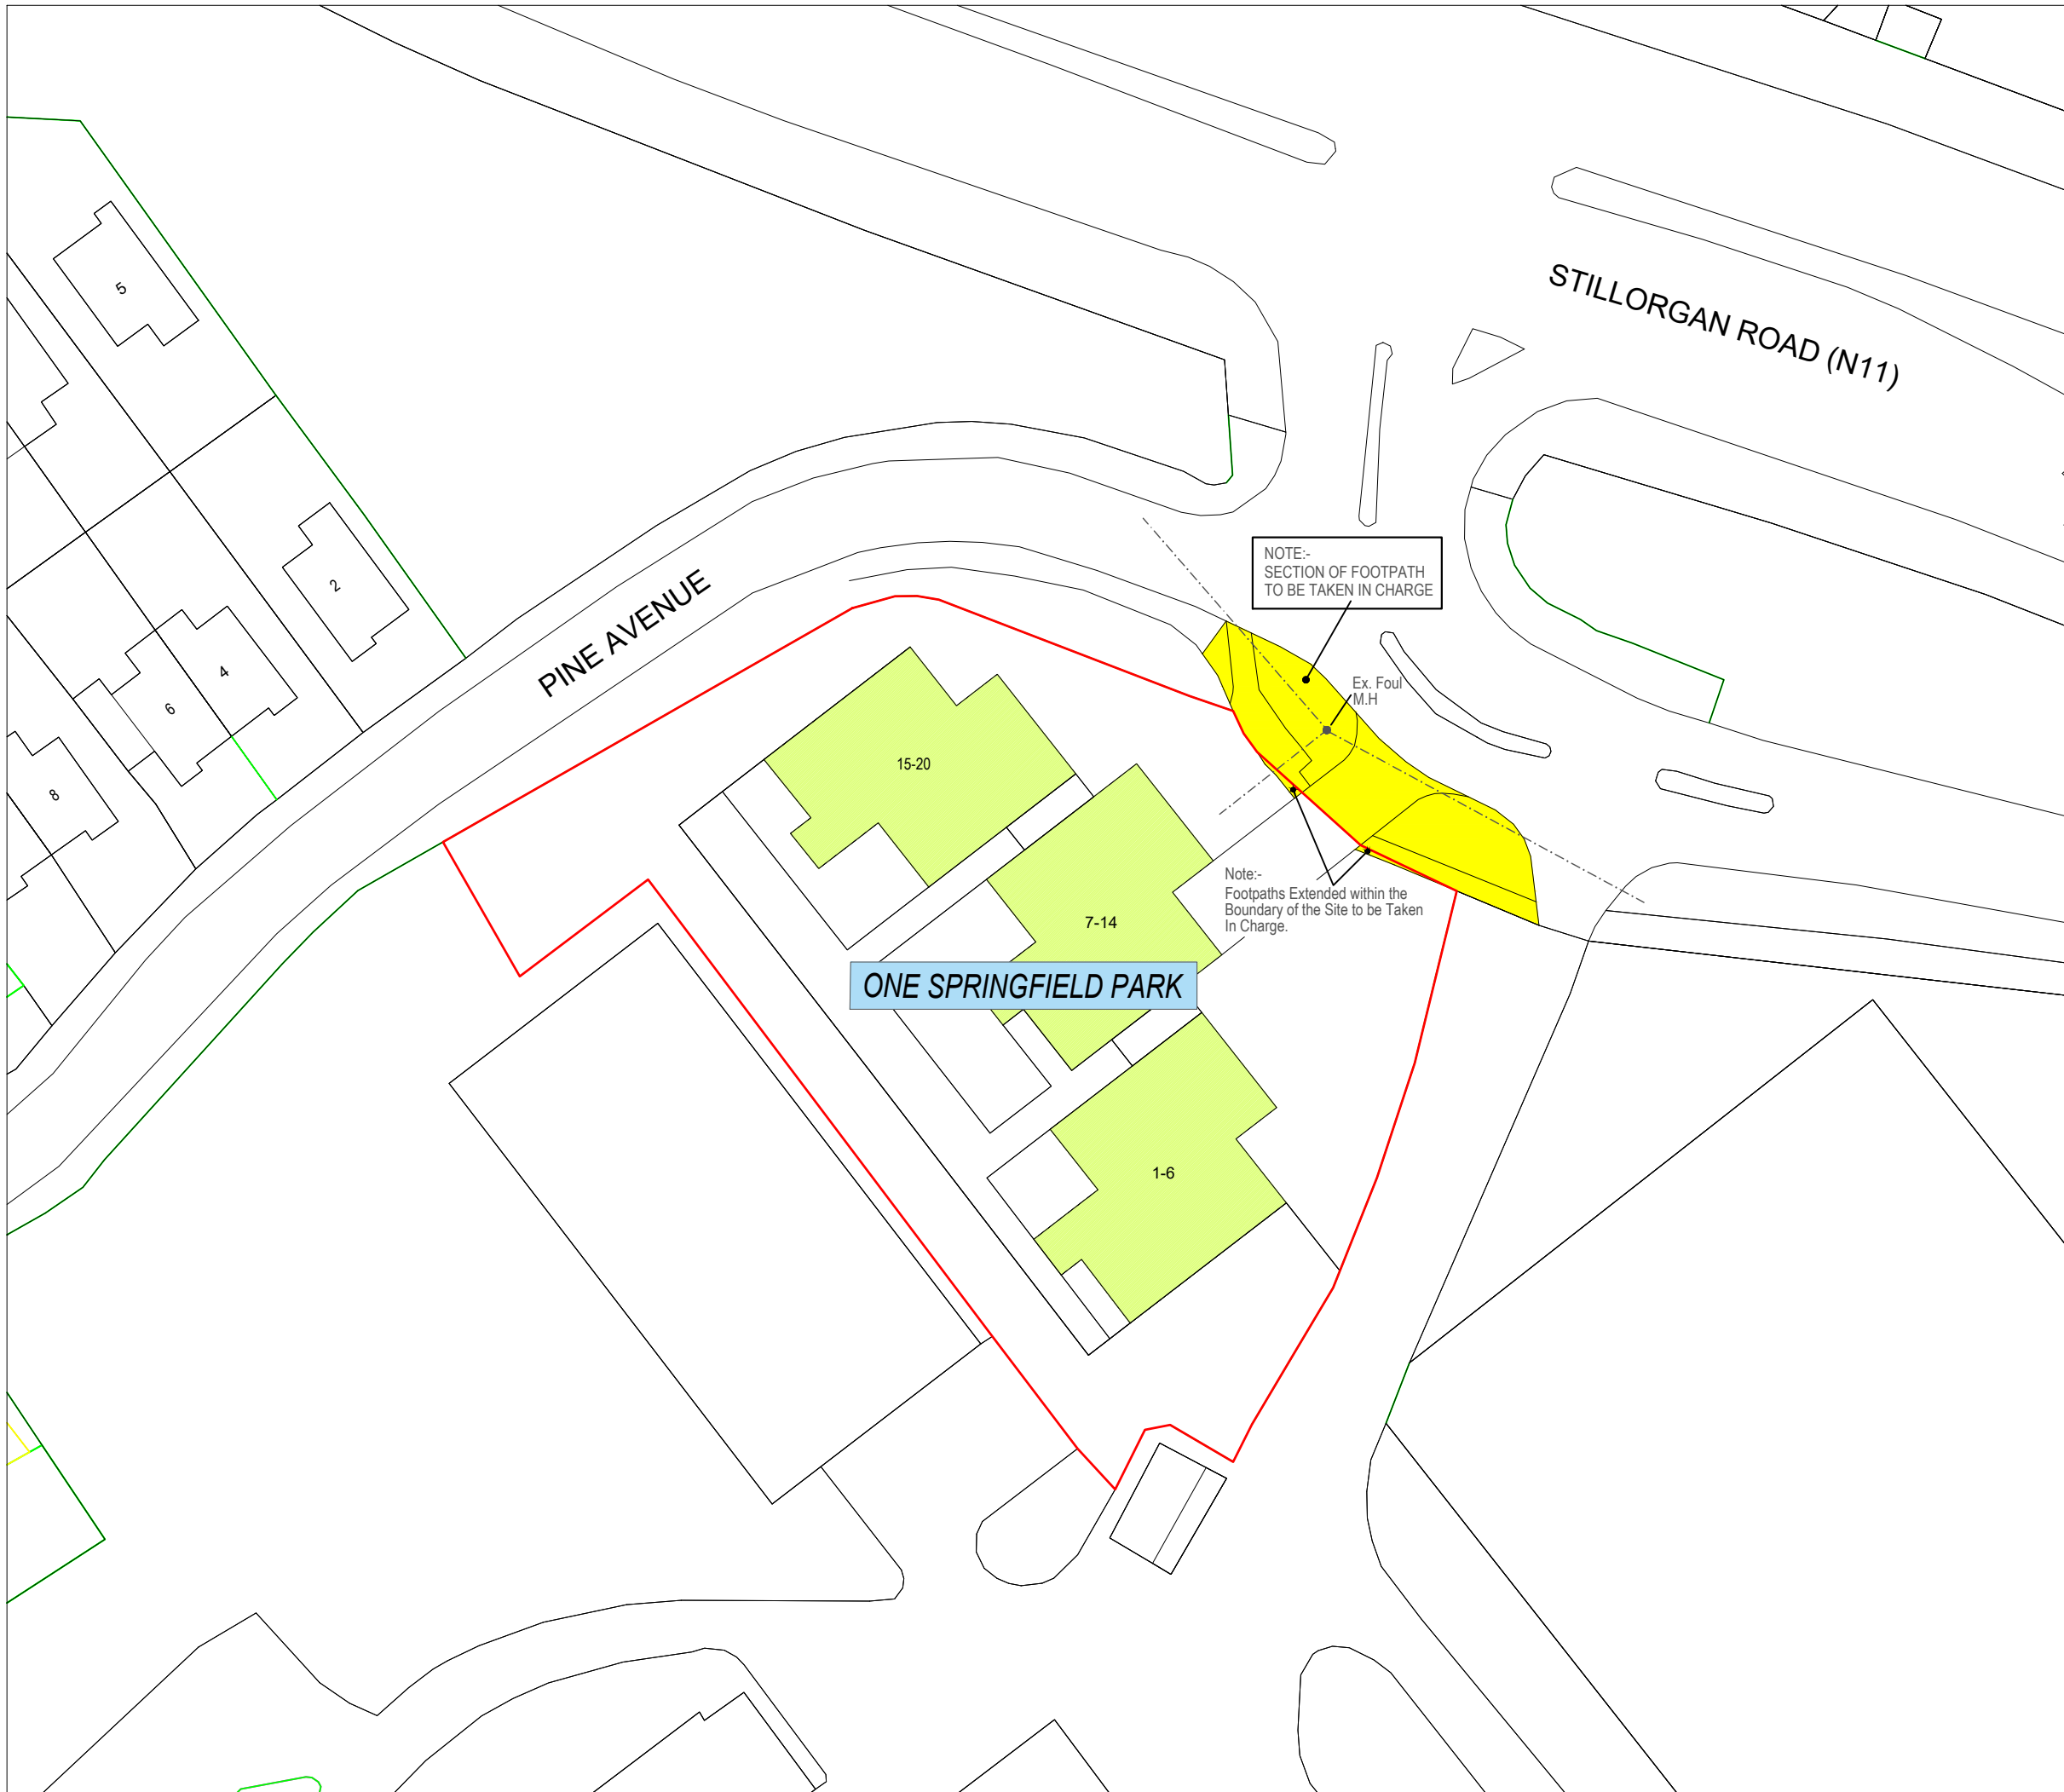 STILLORGAN ROAD (N11)
5
2
4
6
8
PINE AVENUE
NOTE:-
SECTION OF FOOTPATH
TO BE TAKEN IN CHARGE
Ex. Foul
M.H
15-20
7-14
Note:-
Footpaths Extended within the
Boundary of the Site to be Taken
In Charge.
ONE SPRINGFIELD PARK
1-6